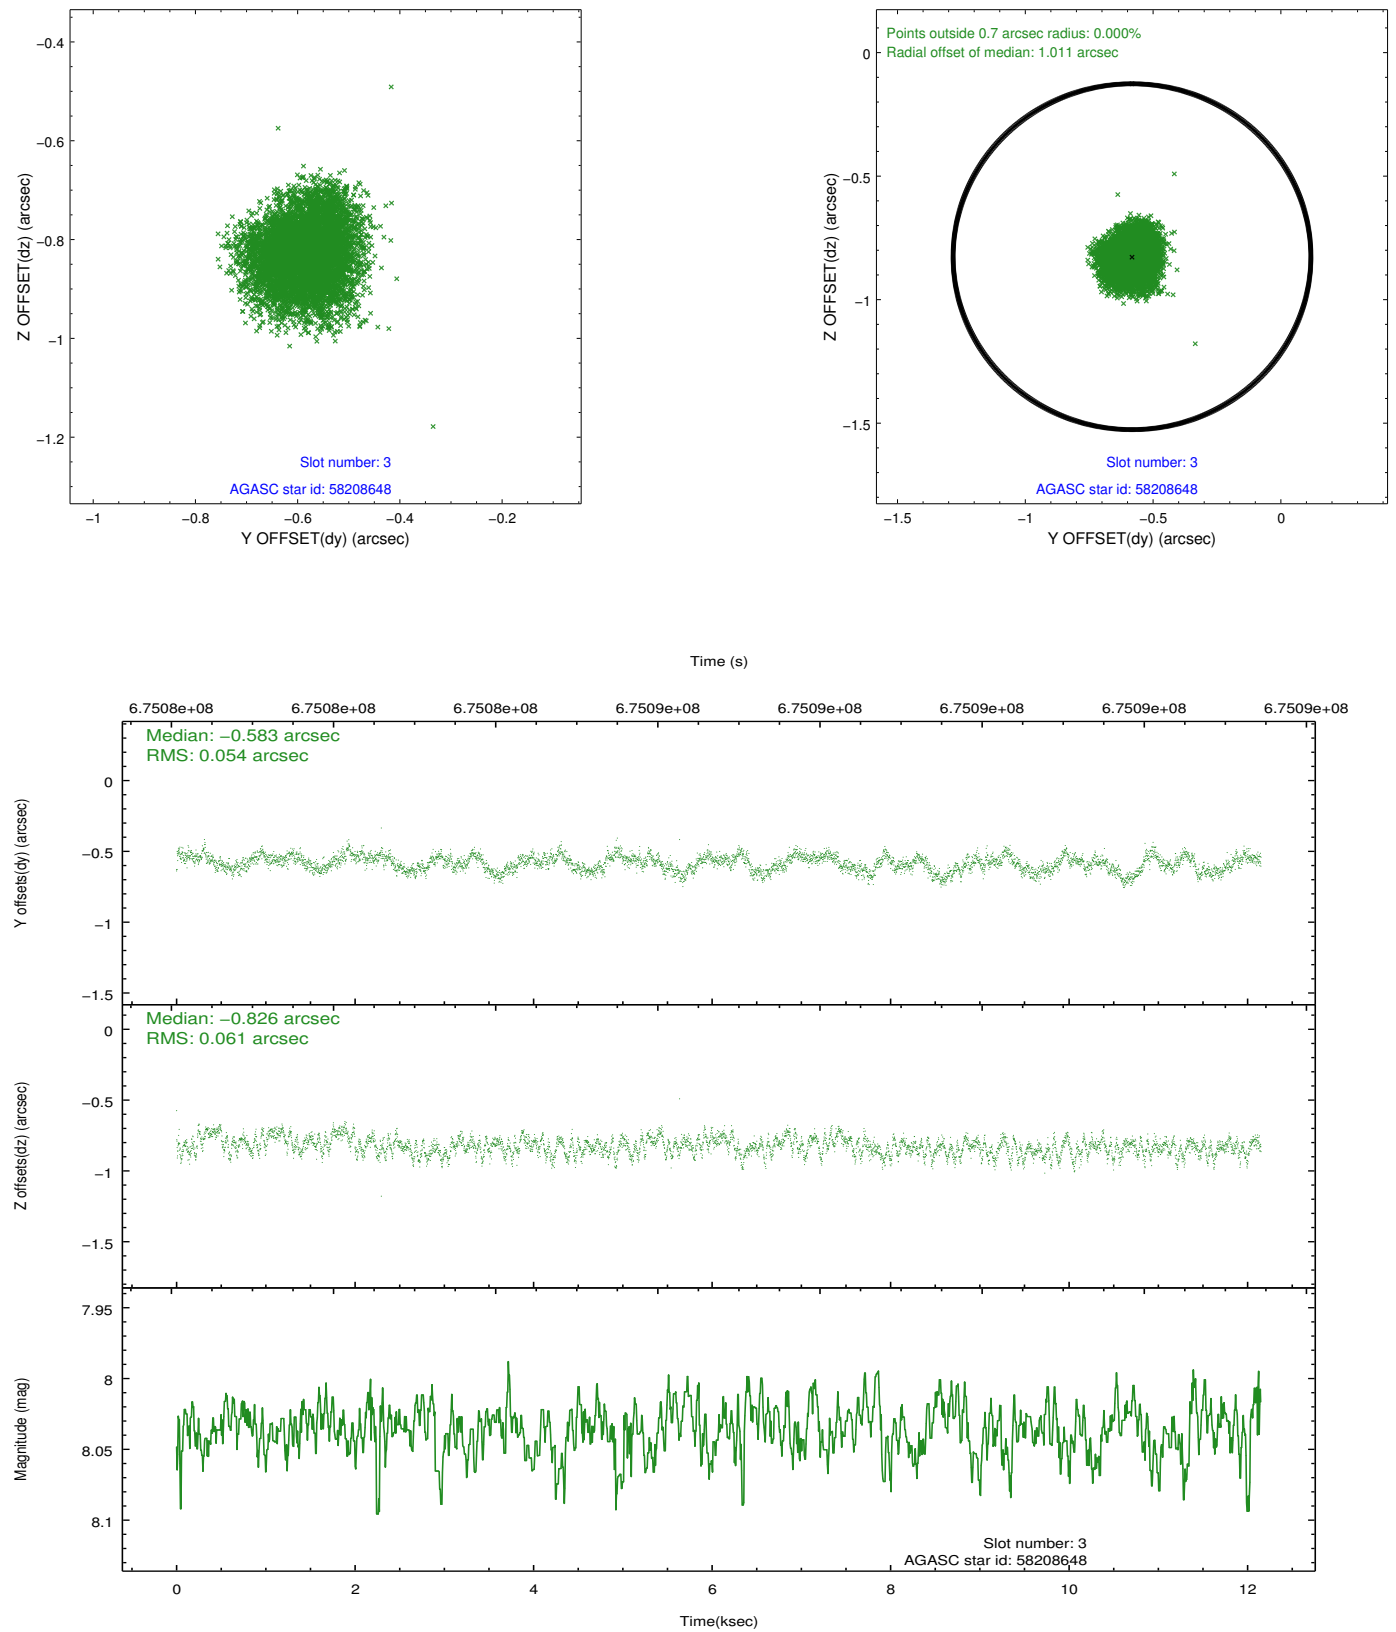 −0.4
−0.6
−0.8
−1
−1.2
Z OFFSET(dz) (arcsec)
Slot number: 3
AGASC star id: 58208648
−1 −0.8 −0.6 −0.4 −0.2
Y OFFSET(dy) (arcsec)
Points outside 0.7 arcsec radius: 0.000%
Radial offset of median: 1.011 arcsec
0
−0.5
−1
−1.5
Z OFFSET(dz) (arcsec)
Slot number: 3
AGASC star id: 58208648
−1.5 −1 −0.5 0
Y OFFSET(dy) (arcsec)
Time (s)
6.7508e+08 6.7508e+08 6.7508e+08 6.7509e+08 6.7509e+08 6.7509e+08 6.7509e+08 6.7509e+08
Median: −0.583 arcsec
RMS: 0.054 arcsec
0
−0.5
−1
−1.5
Y offsets(dy) (arcsec)
Median: −0.826 arcsec
RMS: 0.061 arcsec
0
−0.5
−1
−1.5
Z offsets(dz) (arcsec)
7.95
8
8.05
8.1
Magnitude (mag)
Slot number: 3
AGASC star id: 58208648
0 2 4 6 8 10 12
Time(ksec)